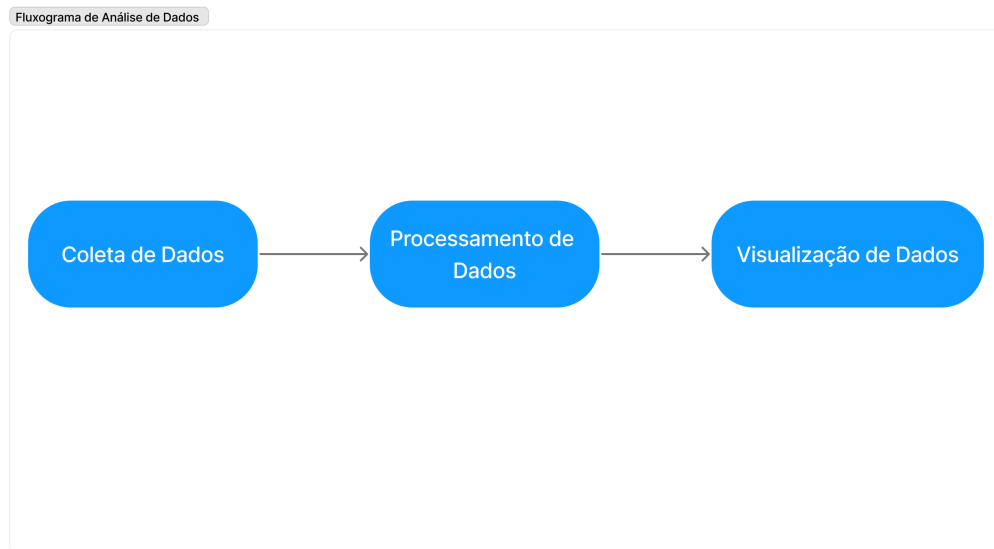 Fluxograma de Análise de Dados
Coleta de Dados
Processamento de
Dados
Visualização de Dados